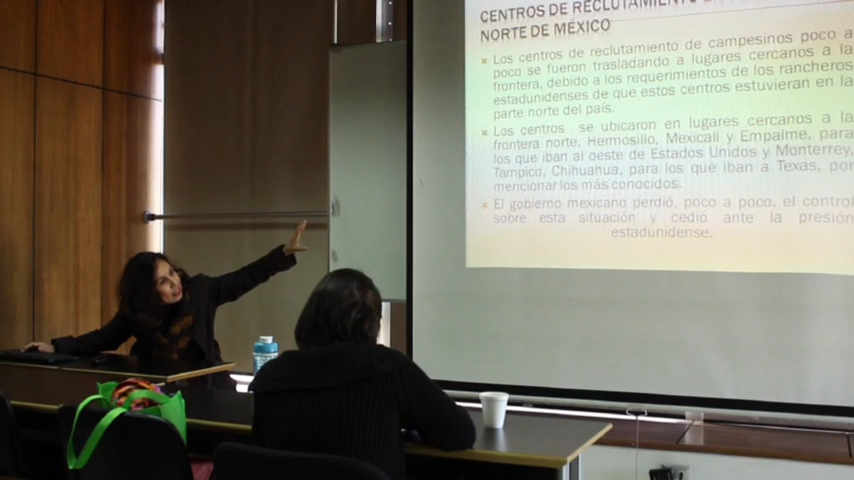 CENTROS DE RECLUTAMIENTO
NORTE DE MÉXICO
Los centros de reclutamiento de campesinos poco a
poco se fueron trasladando a lugares cercanos a la
frontera, debido a los requerimientos de los rancheros
estadunidenses de que estos centros estuvieran en la
parte norte del país.
Los centros se ubicaron en lugares cercanos a la
frontera norte, Hermosillo, Mexicali y Empalme, para
los que iban al oeste de Estados Unidos y Monterrey,
Tampico, Chihuahua, para los que iban a Texas, por
mencionar los más conocidos.
El gobierno mexicano perdió, poco a poco, el control
sobre esta situación y cedió ante la presión
estadunidense.